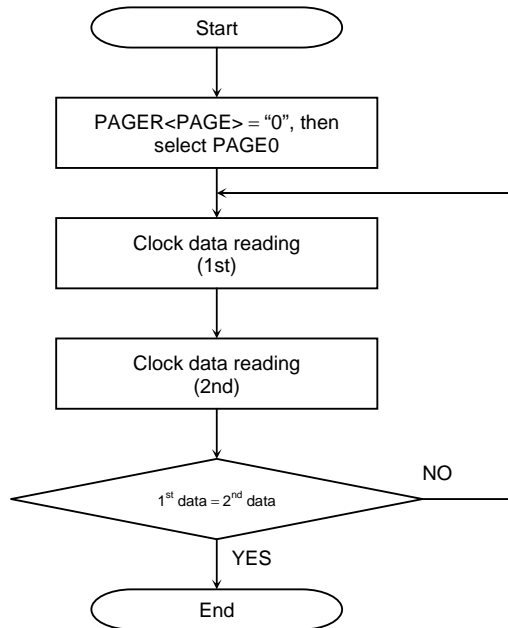 Start
PAGER<PAGE> = “0”, then
select PAGE0
Clock data reading
(1st)
Clock data reading
(2nd)
1st data = 2nd data
NO
YES
End